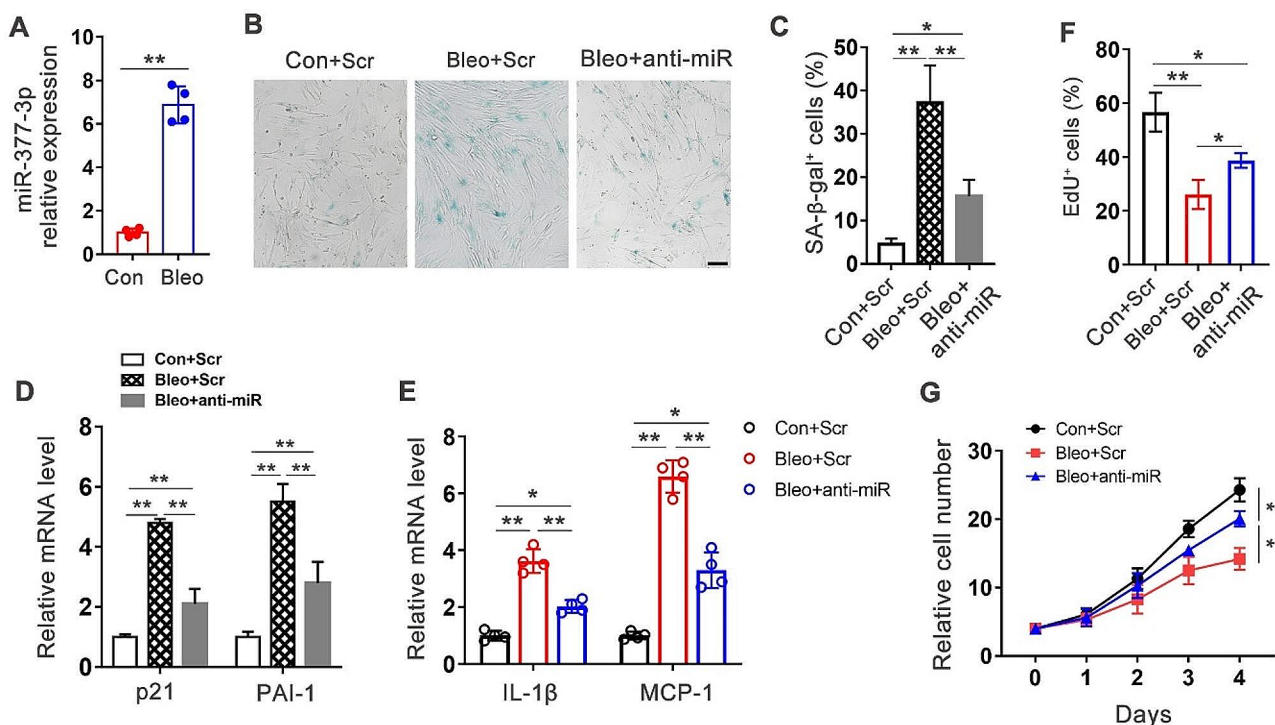 A
miR-377-3p
relative expression
10
8
6
4
2
0
**
Con
Bleo
B
Con+Scr
Bleo+Scr
Bleo+anti-miR
C
SA-β-gal⁺ cells (%)
50
40
30
20
10
0
*
** **
Con+Scr
Bleo+Scr
Bleo+
anti-miR
F
EdU⁺ cells (%)
80
60
40
20
0
*
**
*
Con+Scr
Bleo+Scr
Bleo+
anti-miR
D
Con+Scr
Bleo+Scr
Bleo+anti-miR
Relative mRNA level
8
6
4
2
0
**
** **
**
** **
p21
PAI-1
E
Relative mRNA level
8
6
4
2
0
*
** **
*
** **
IL-1β
MCP-1
Con+Scr
Bleo+Scr
Bleo+anti-miR
G
Con+Scr
Bleo+Scr
Bleo+anti-miR
Relative cell number
30
20
10
0
*
*
0 1 2 3 4
Days